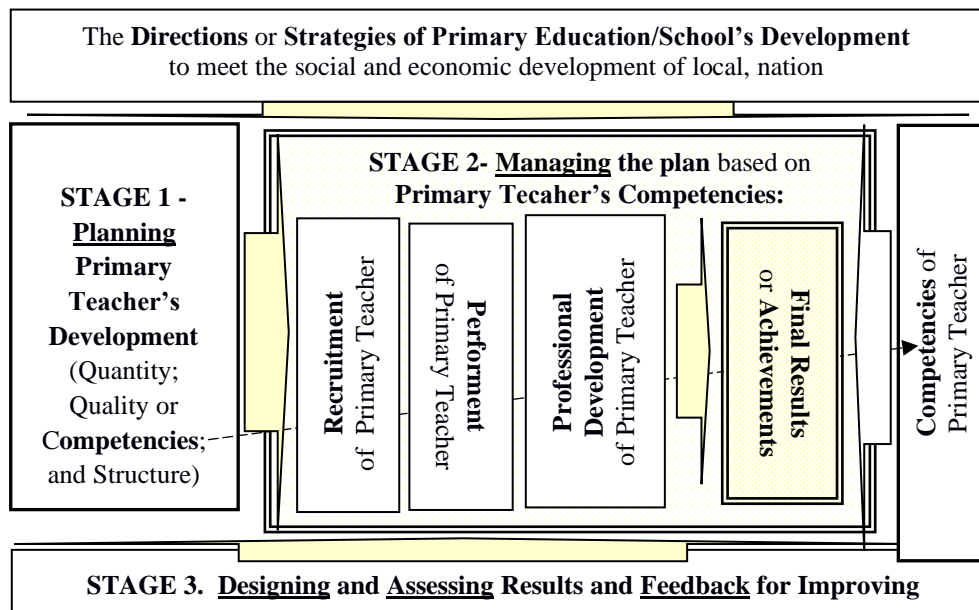 The Directions or Strategies of Primary Education/School's Development
to meet the social and economic development of local, nation
STAGE 1 -
Planning
Primary
Teacher's
Development
(Quantity;
Quality or
Competencies;
and Structure)
STAGE 2- Managing the plan based on
Primary Tecaher's Competencies:
Recruitment
of Primary Teacher
Performent
of Primary Teacher
Professional
Development
of Primary Teacher
Final Results
or Achievements
Competencies of
Primary Teacher
STAGE 3. Designing and Assessing Results and Feedback for Improving